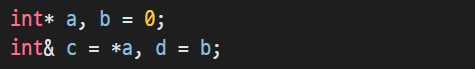 int* a, b = 0;
int& c = *a, d = b;